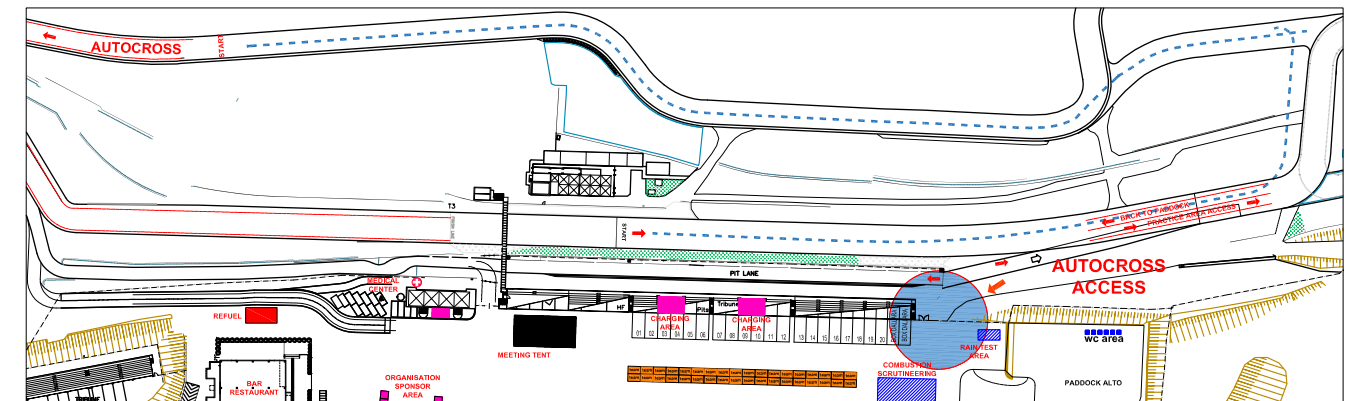 AUTOCROSS
START
T3
START
BACK TO PADDOCK
PRACTICE AREA ACCESS
PIT LANE
AUTOCROSS
ACCESS
MEDICAL
CENTER
REFUEL
HF
Pits
Tribune
CHARGING
AREA
CHARGING
AREA
01 02 03 04 05 06 07 08 09 10 11 12 13 14 15 16 17 18 19 20
BOX DALLARA
MEETING TENT
RAIN TEST
AREA
wc area
COMBUSTION
SCRUTINEERING
PADDOCK ALTO
BAR
RESTAURANT
ORGANISATION
SPONSOR
AREA